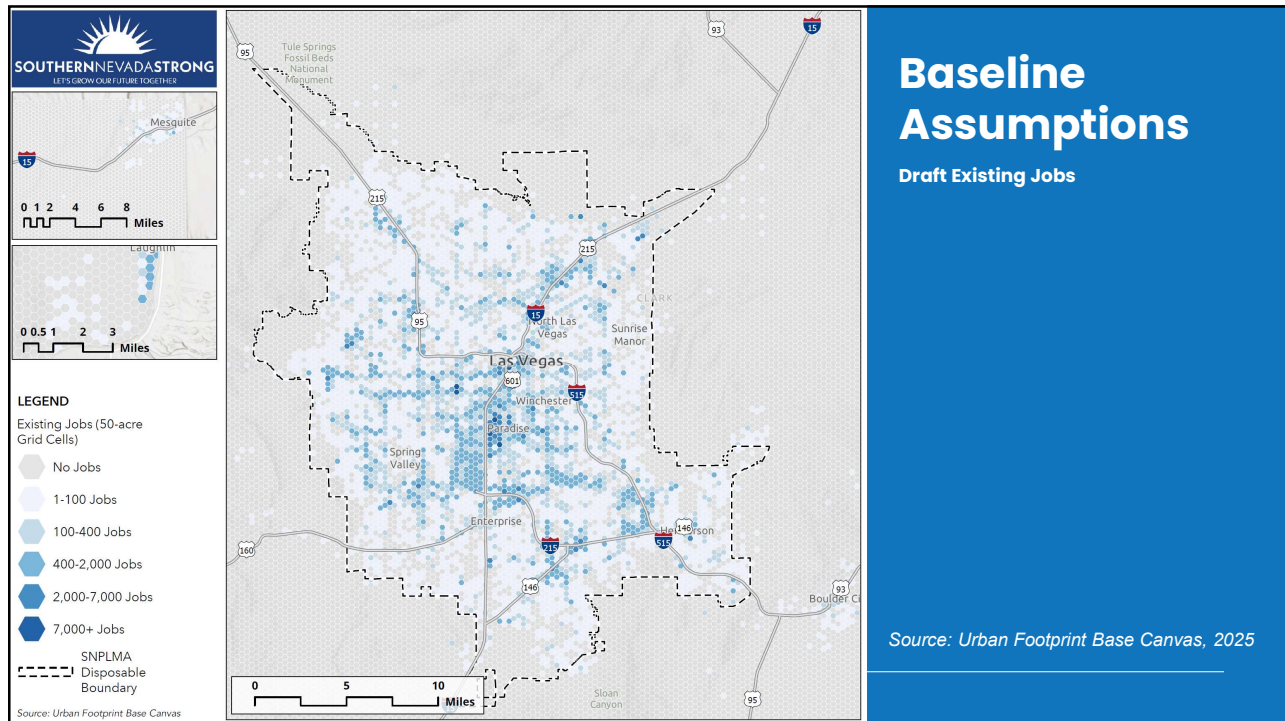 SOUTHERNNEVADASTRONG
LET'S GROW OUR FUTURE TOGETHER
Mesquite
15
0 1 2 4 6 8
Miles
Laughlin
0 0.5 1 2 3
Miles
LEGEND
Existing Jobs (50-acre
Grid Cells)
No Jobs
1-100 Jobs
100-400 Jobs
400-2,000 Jobs
2,000-7,000 Jobs
7,000+ Jobs
SNPLMA
Disposable
Boundary
Source: Urban Footprint Base Canvas
95
Tule Springs
Fossil Beds
National
Monument
93
15
215
215
CLARK
15
95
North Las
Vegas
Sunrise
Manor
Las Vegas
601
515
Winchester
Paradise
Spring
Valley
Enterprise
146
Henderson
160
215
515
146
93
Boulder Ci
0 5 10
Miles
Sloan
Canyon
95
Baseline
Assumptions
Draft Existing Jobs
Source: Urban Footprint Base Canvas, 2025